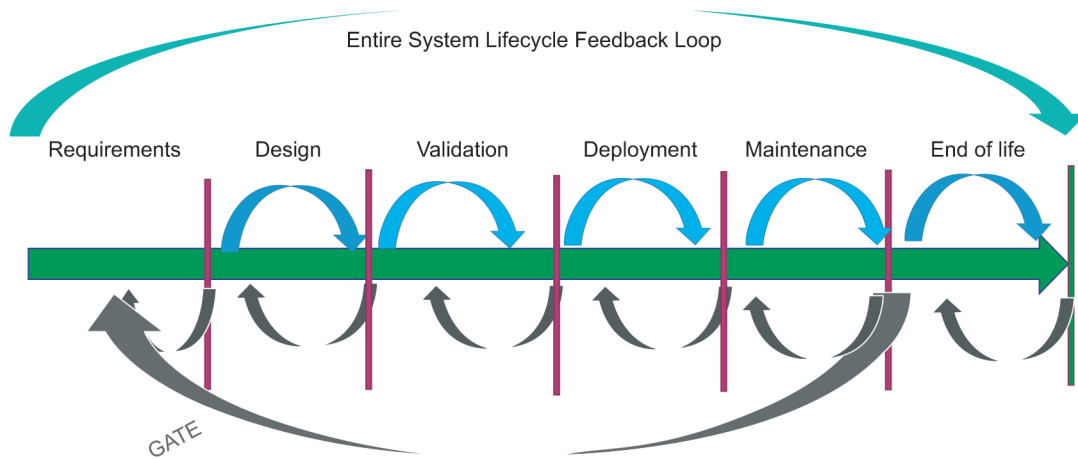 Entire System Lifecycle Feedback Loop
Requirements
Design
Validation
Deployment
Maintenance
End of life
GATE